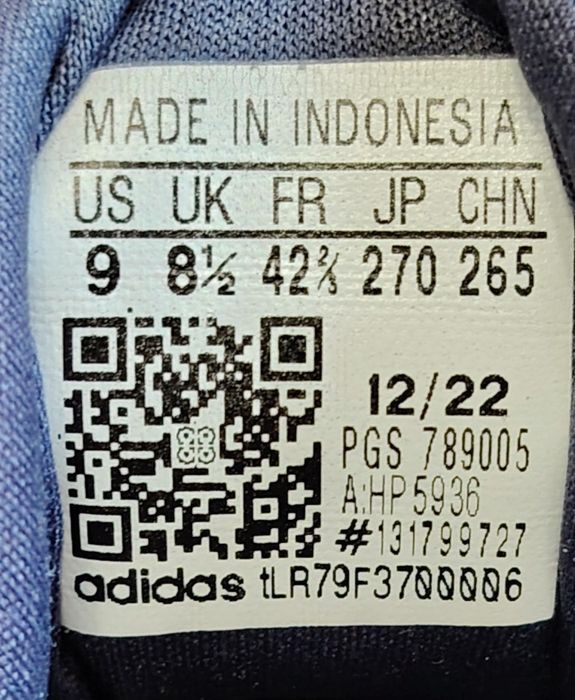 MADE IN INDONESIA
US UK FR JP CHN
9 8½ 42⅔ 270 265
12/22
PGS 789005
A:HP5936
#131799727
adidas tLR79F3700006